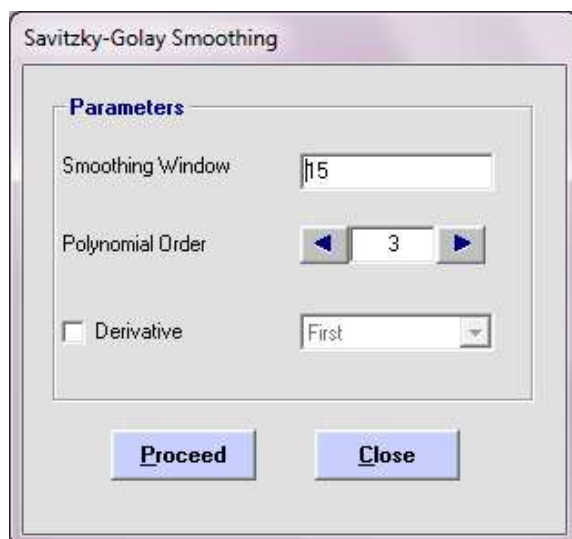 Savitzky-Golay Smoothing
Parameters
Smoothing Window 15
Polynomial Order 3
Derivative First
Proceed Close